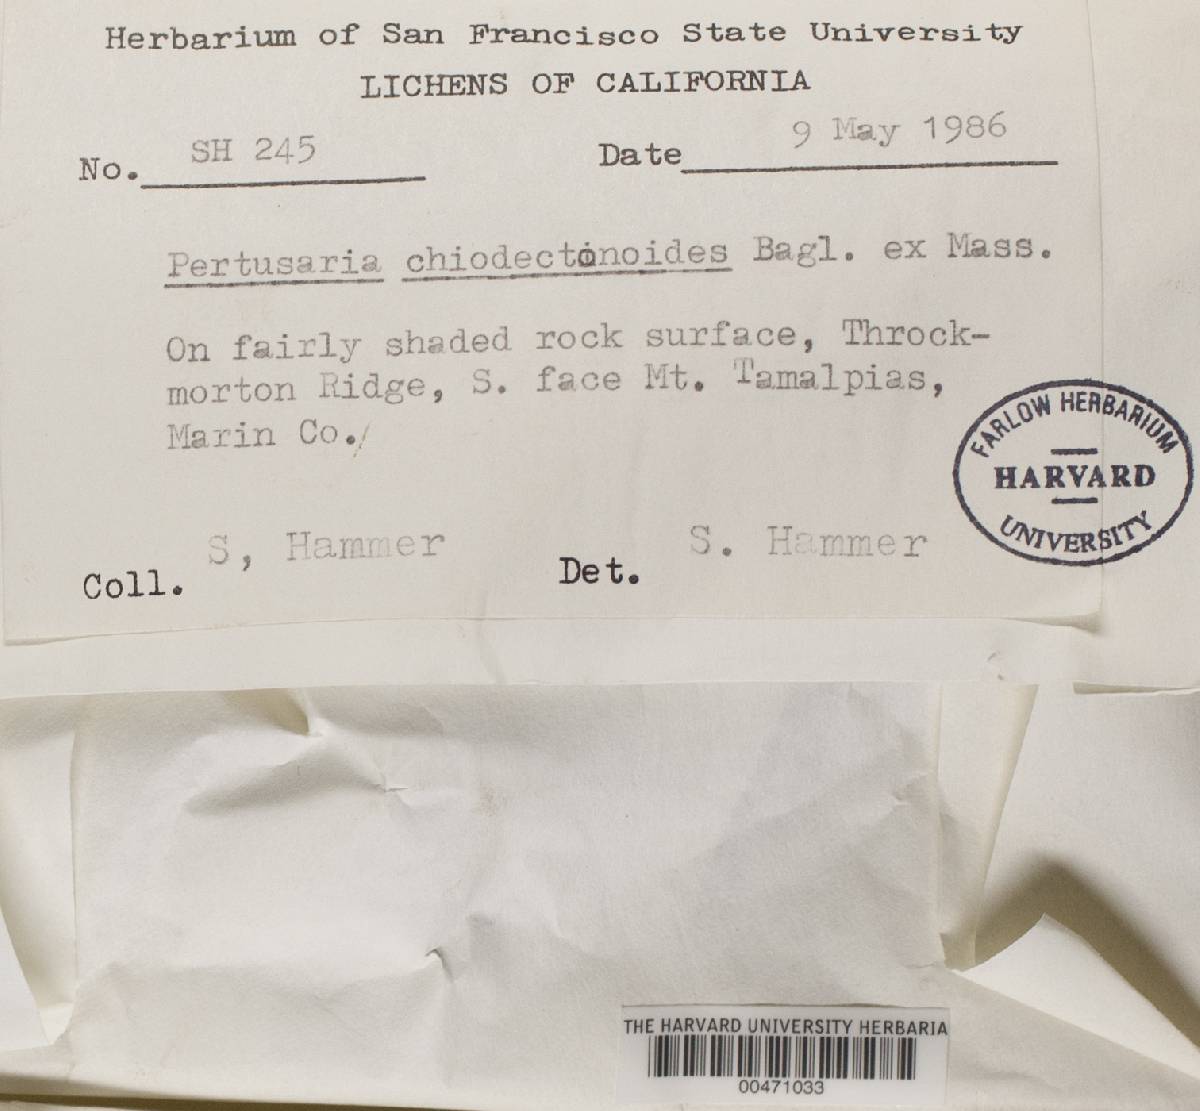 Herbarium of San Francisco State University
LICHENS OF CALIFORNIA
No. SH 245 Date 9 May 1986
Pertusaria chiodectonoides Bagl. ex Mass.
On fairly shaded rock surface, Throck-
morton Ridge, S. face Mt. Tamalpias,
Marin Co.
FARLOW HERBARIUM
HARVARD
UNIVERSITY
Coll. S, Hammer Det. S. Hammer
THE HARVARD UNIVERSITY HERBARIA
00471033